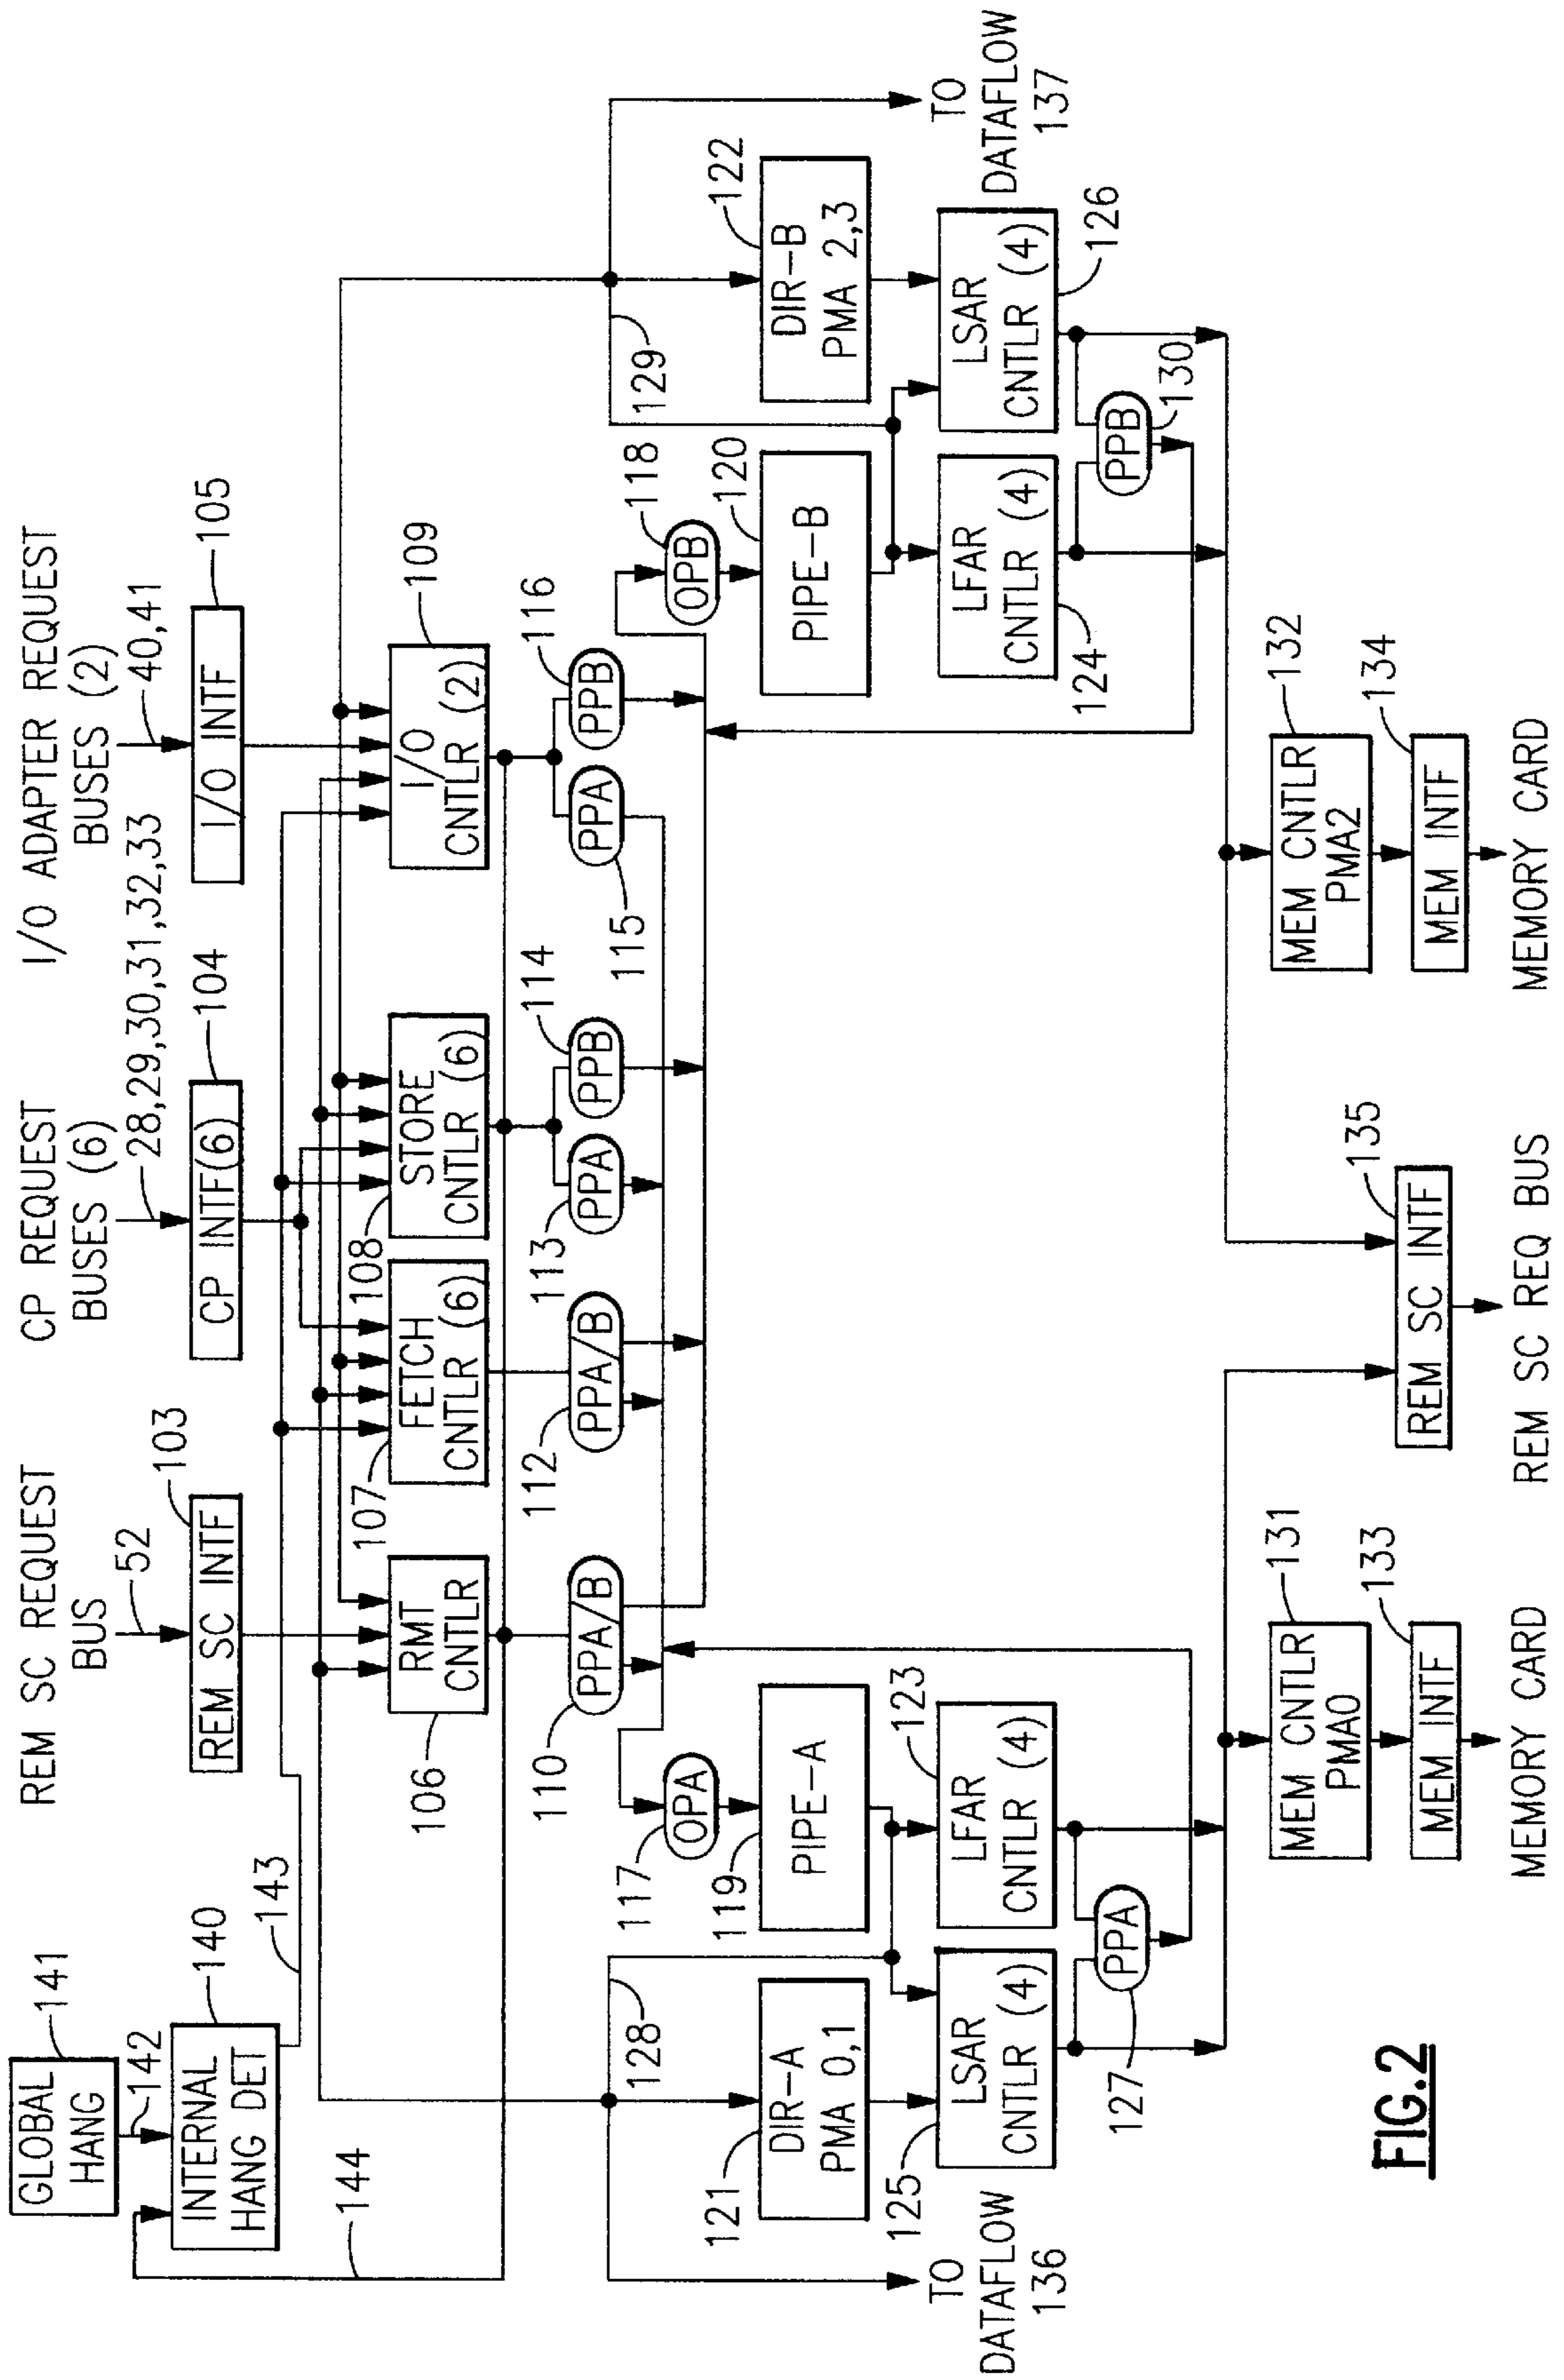 GLOBAL
HANG
141
142
INTERNAL
HANG DET
140
143
144
REM SC REQUEST
BUS
52
REM SC INTF
103
CP REQUEST
BUSES (6)
28,29,30,31,32,33
CP INTF(6)
104
I/O ADAPTER REQUEST
BUSES (2)
40,41
I/O INTF
105
RMT
CNTLR
106
FETCH
CNTLR (6)
107
STORE
CNTLR (6)
108
I/O
CNTLR (2)
109
PPA/B
110
PPA/B
112
PPA
113
PPB
114
PPA
115
PPB
116
OPA
117
OPB
118
128
129
DIR-A
PMA 0,1
121
PIPE-A
119
PIPE-B
120
DIR-B
PMA 2,3
122
TO
DATAFLOW
136
LSAR
CNTLR (4)
125
LFAR
CNTLR (4)
123
LFAR
CNTLR (4)
124
LSAR
CNTLR (4)
126
TO
DATAFLOW
137
PPA
127
PPB
130
MEM CNTLR
PMA0
131
MEM INTF
133
MEMORY CARD
REM SC INTF
135
REM SC REQ BUS
MEM CNTLR
PMA2
132
MEM INTF
134
MEMORY CARD
FIG.2